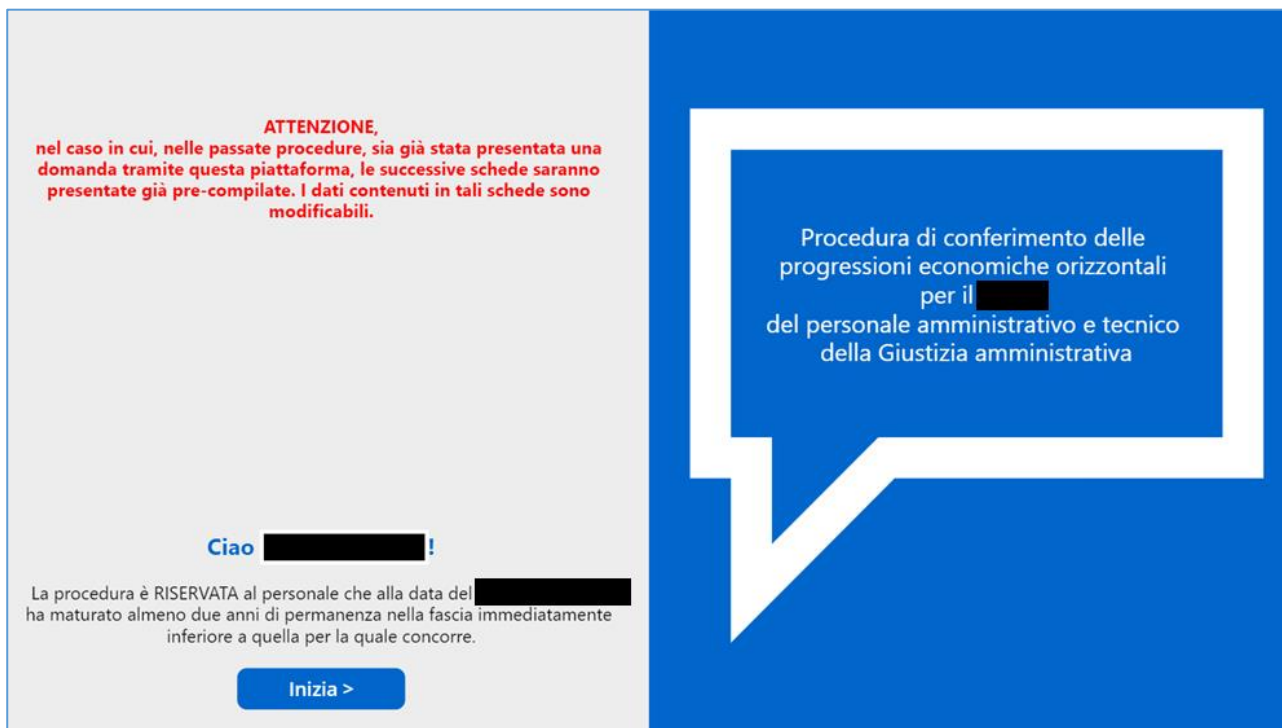 ATTENZIONE,
nel caso in cui, nelle passate procedure, sia già stata presentata una
domanda tramite questa piattaforma, le successive schede saranno
presentate già pre-compilate. I dati contenuti in tali schede sono
modificabili.
Ciao !
La procedura è RISERVATA al personale che alla data del
ha maturato almeno due anni di permanenza nella fascia immediatamente
inferiore a quella per la quale concorre.
Inizia >
Procedura di conferimento delle
progressioni economiche orizzontali
per il
del personale amministrativo e tecnico
della Giustizia amministrativa